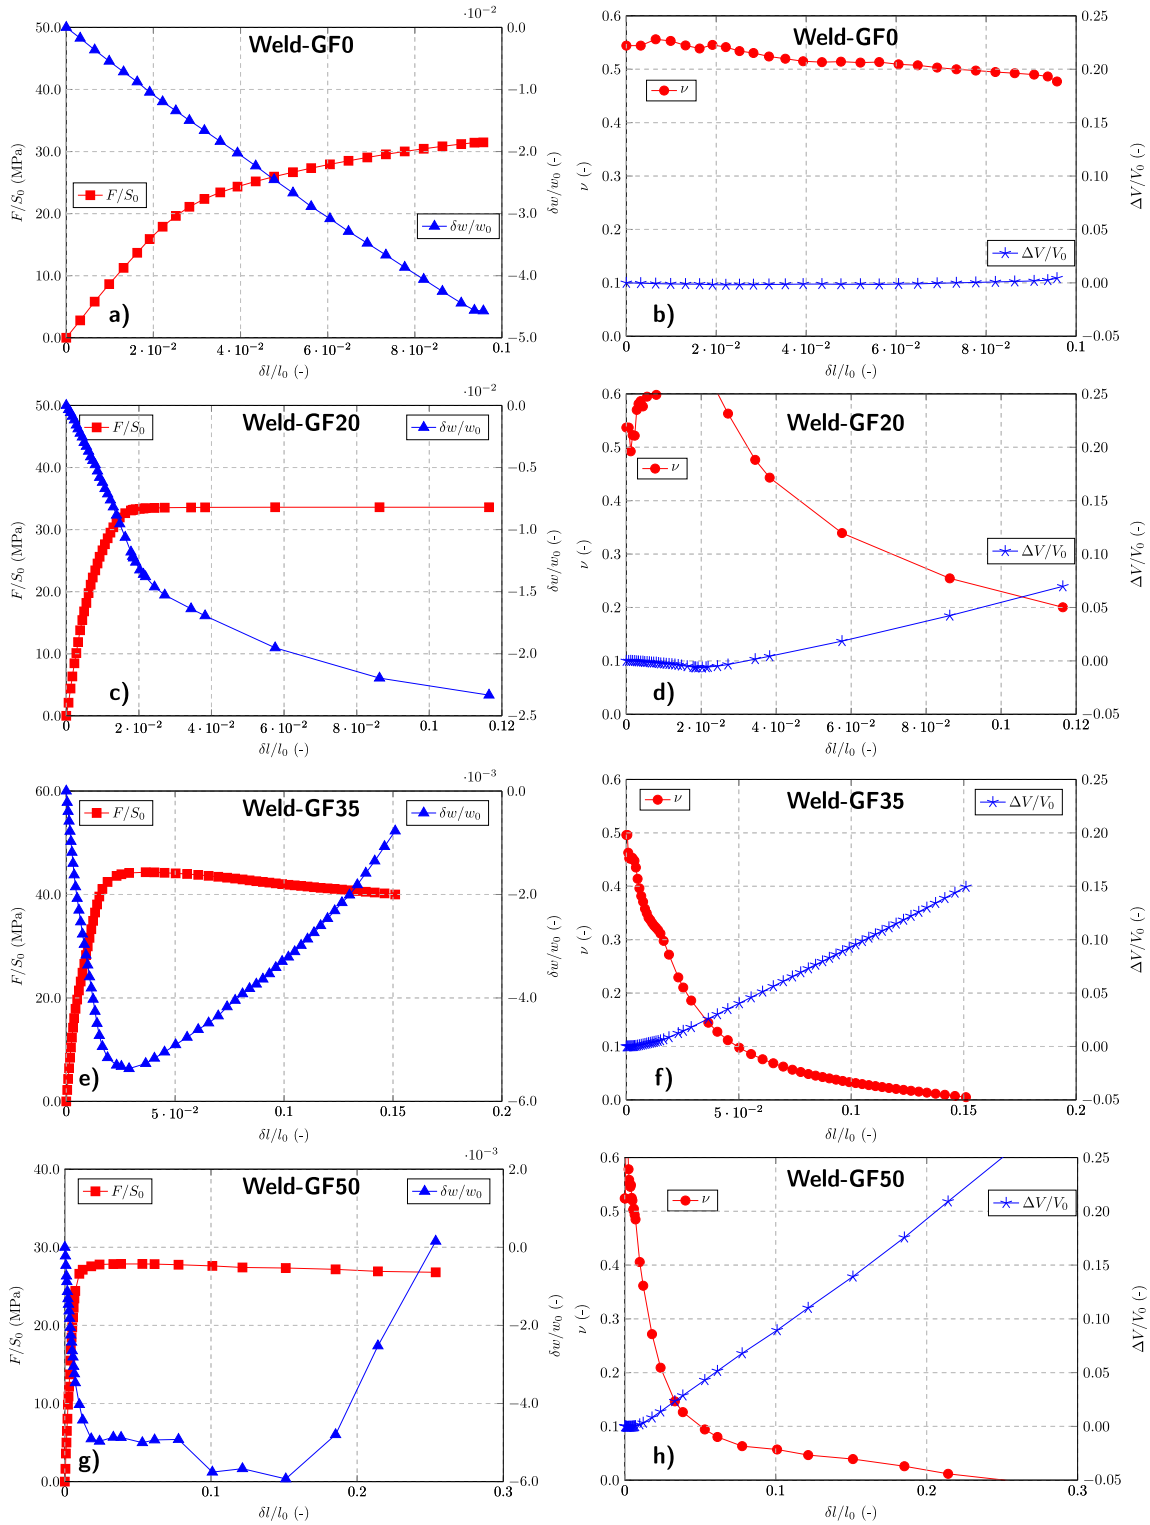 ·10⁻²
50.0
40.0
30.0
20.0
10.0
0.0
0.0
−1.0
−2.0
−3.0
−4.0
−5.0
Weld-GF0
F/S₀
δw/w₀
a)
F/S₀ (MPa)
δw/w₀ (-)
0 2·10⁻² 4·10⁻² 6·10⁻² 8·10⁻² 0.1
δl/l₀ (-)
0.6
0.5
0.4
0.3
0.2
0.1
0.0
0.25
0.20
0.15
0.10
0.05
0.00
−0.05
Weld-GF0
ν
ΔV/V₀
b)
ν (-)
ΔV/V₀ (-)
0 2·10⁻² 4·10⁻² 6·10⁻² 8·10⁻² 0.1
δl/l₀ (-)
·10⁻²
50.0
40.0
30.0
20.0
10.0
0.0
0.0
−0.5
−1.0
−1.5
−2.0
−2.5
Weld-GF20
F/S₀
δw/w₀
c)
F/S₀ (MPa)
δw/w₀ (-)
0 2·10⁻² 4·10⁻² 6·10⁻² 8·10⁻² 0.1 0.12
δl/l₀ (-)
0.6
0.5
0.4
0.3
0.2
0.1
0.0
0.25
0.20
0.15
0.10
0.05
0.00
−0.05
Weld-GF20
ν
ΔV/V₀
d)
ν (-)
ΔV/V₀ (-)
0 2·10⁻² 4·10⁻² 6·10⁻² 8·10⁻² 0.1 0.12
δl/l₀ (-)
·10⁻³
60.0
40.0
20.0
0.0
0.0
−2.0
−4.0
−6.0
Weld-GF35
F/S₀
δw/w₀
e)
F/S₀ (MPa)
δw/w₀ (-)
0 5·10⁻² 0.1 0.15 0.2
δl/l₀ (-)
0.6
0.5
0.4
0.3
0.2
0.1
0.0
0.25
0.20
0.15
0.10
0.05
0.00
−0.05
Weld-GF35
ν
ΔV/V₀
f)
ν (-)
ΔV/V₀ (-)
0 5·10⁻² 0.1 0.15 0.2
δl/l₀ (-)
·10⁻³
40.0
30.0
20.0
10.0
0.0
2.0
0.0
−2.0
−4.0
−6.0
Weld-GF50
F/S₀
δw/w₀
g)
F/S₀ (MPa)
δw/w₀ (-)
0 0.1 0.2 0.3
δl/l₀ (-)
0.6
0.5
0.4
0.3
0.2
0.1
0.0
0.25
0.20
0.15
0.10
0.05
0.00
−0.05
Weld-GF50
ν
ΔV/V₀
h)
ν (-)
ΔV/V₀ (-)
0 0.1 0.2 0.3
δl/l₀ (-)